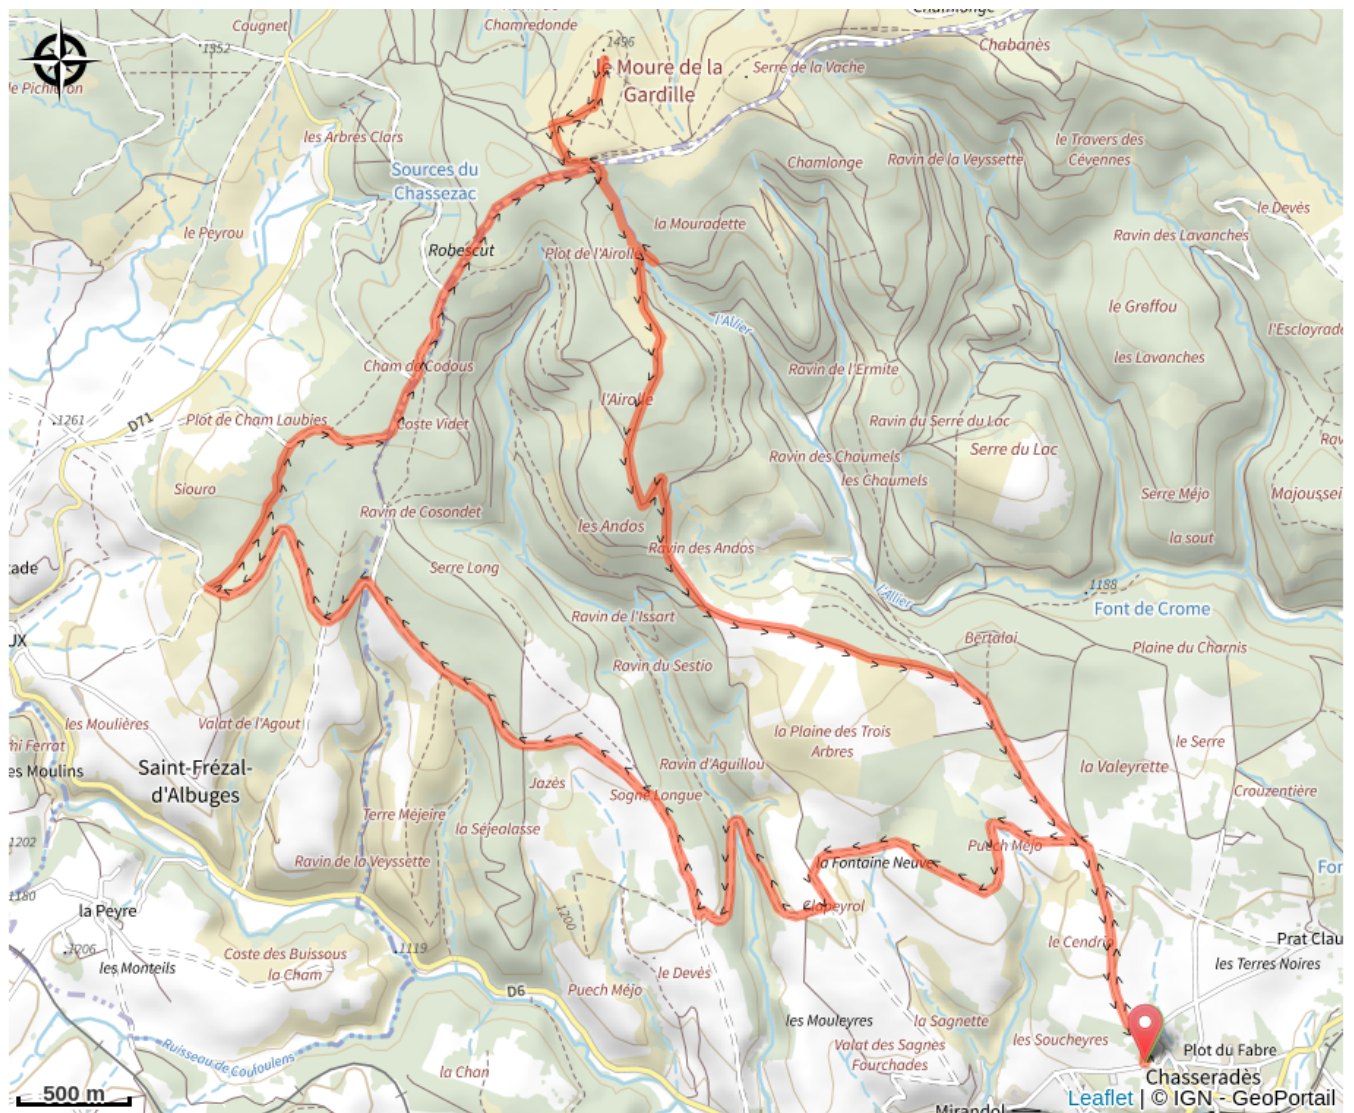 Chamlonge
Cougnet
Chamredonde
1352
1496
Chabanès
le Moure de la
Gardille
Serre de la Vache
les Arbres Clars
le Travers des
Cévennes
Sources du
Chassezac
Chamlonge
Ravin de la Veyssette
le Devès
le Peyrou
la Mouradette
Ravin des Lavanches
Robescut
Plot de l'Airolle
le Greffou
l'Allier
l'Esclayrade
les Lavanches
Cham de Codous
Ravin de l'Ermite
l'Airolle
1261
D71
Plot de Cham Laubies
Coste Videt
Ravin du Serre du Lac
Serre du Lac
Ravin des Chaumels
les Chaumels
Siouro
Serre Méjo
Majoussei
Ravin de Cosondet
les Andos
la sout
Ravin des Andos
Serre Long
1188
l'Allier
Font de Crome
Ravin de l'Issart
Bertalai
Plaine du Charnis
Ravin du Sestio
les Moulières
Valat de l'Agout
la Plaine des Trois
Arbres
le Serre
Saint-Frézal-
d'Albuges
es Moulins
Ravin d'Aguillou
la Valeyrette
Jazès
Sogne Longue
Crouzentière
Terre Méjeire
la Séjealasse
1202
Puech Méjo
Ravin de la Veyssette
la Fontaine Neuve
1180
la Peyre
1200
Clapeyrol
1206
1119
le Cendrio
Prat Clau
Coste des Buissous
la Cham
les Monteils
le Devès
les Terres Noires
D6
Puech Méjo
les Mouleyres
la Sagnette
les Soucheyres
Ruisseau de Coufoulens
Valat des Sagnes
Fourchades
Plot du Fabre
la Chan
Chasseradès
500 m
Mirandol
Leaflet | © IGN - GeoPortail